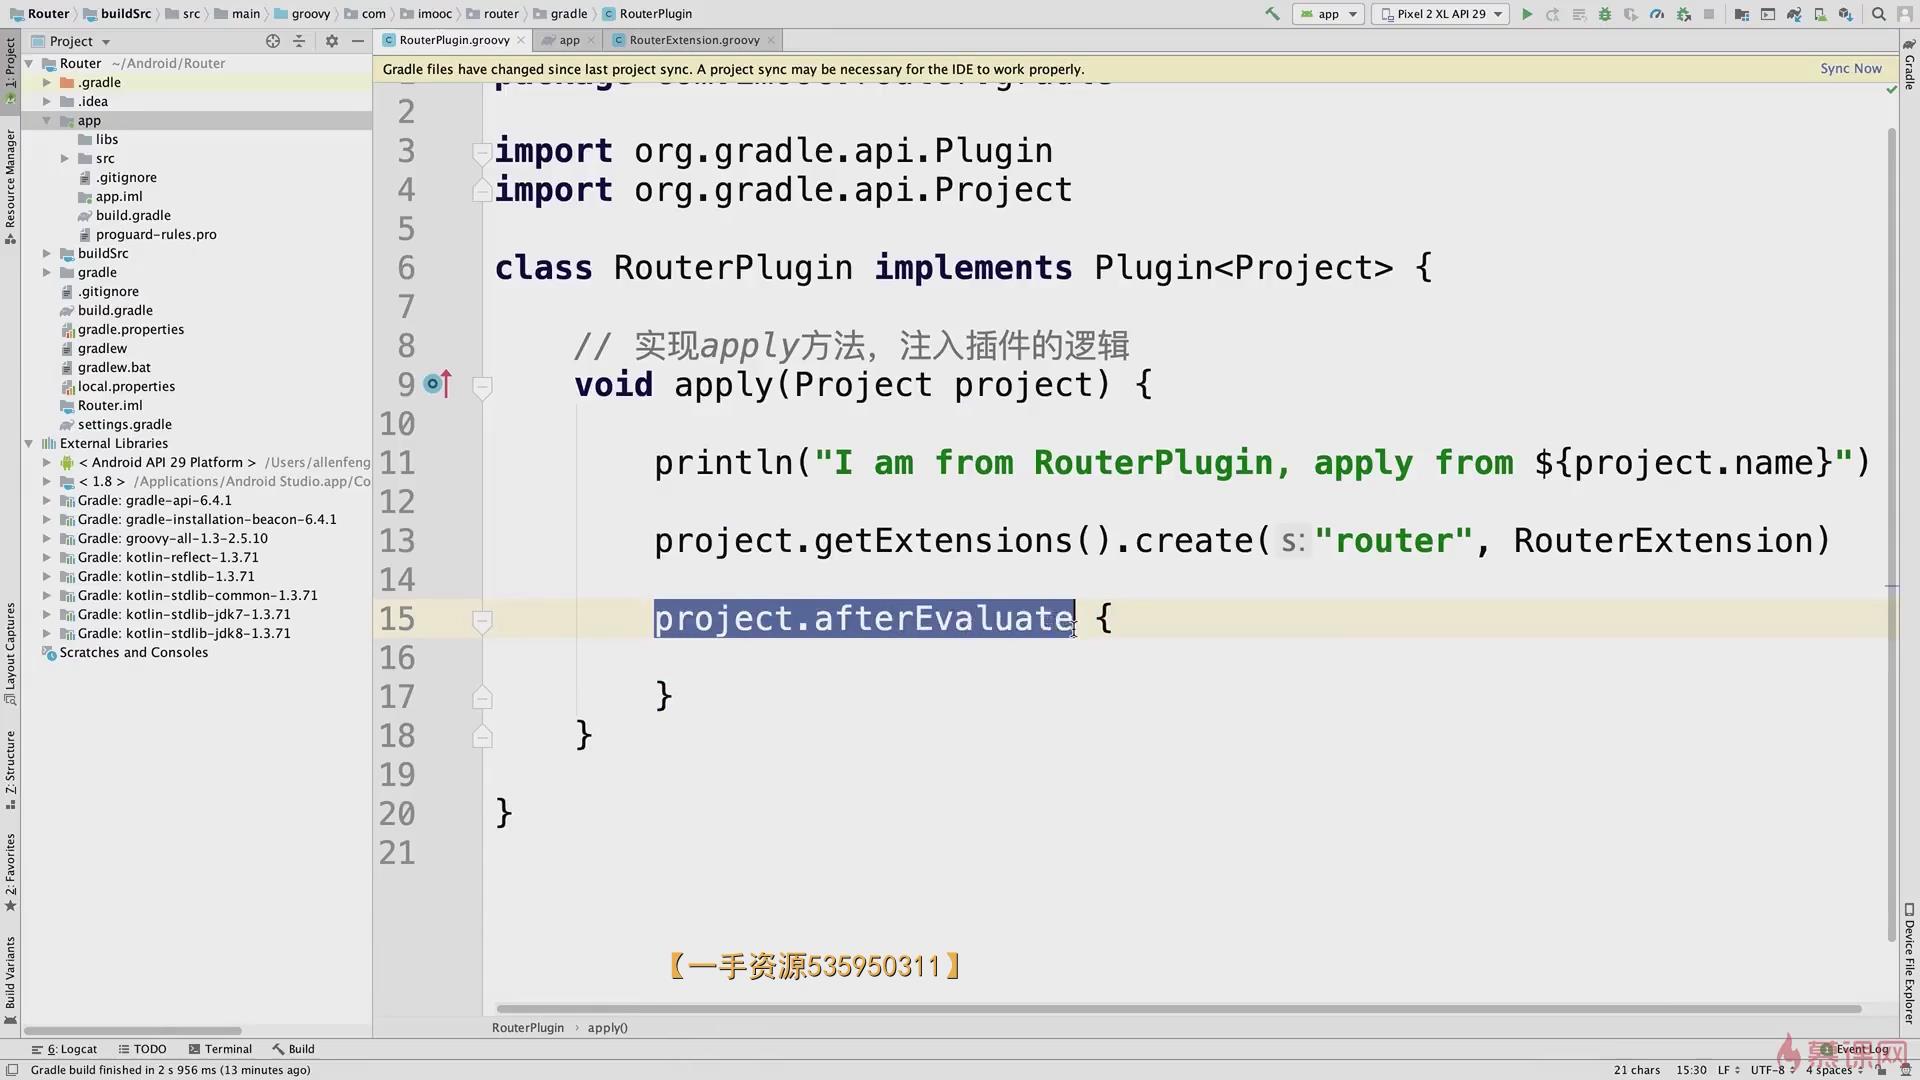 Router buildSrc src main groovy com imooc router gradle RouterPlugin app Pixel 2 XL API 29
Project RouterPlugin.groovy app RouterExtension.groovy
Gradle files have changed since last project sync. A project sync may be necessary for the IDE to work properly. Sync Now
Router ~/Android/Router
.gradle
.idea
app
libs
src
.gitignore
app.iml
build.gradle
proguard-rules.pro
buildSrc
gradle
.gitignore
build.gradle
gradle.properties
gradlew
gradlew.bat
local.properties
Router.iml
settings.gradle
External Libraries
< Android API 29 Platform > /Users/allenfeng
< 1.8 > /Applications/Android Studio.app/Co
Gradle: gradle-api-6.4.1
Gradle: gradle-installation-beacon-6.4.1
Gradle: groovy-all-1.3-2.5.10
Gradle: kotlin-reflect-1.3.71
Gradle: kotlin-stdlib-1.3.71
Gradle: kotlin-stdlib-common-1.3.71
Gradle: kotlin-stdlib-jdk7-1.3.71
Gradle: kotlin-stdlib-jdk8-1.3.71
Scratches and Consoles
1: Project
Resource Manager
Layout Captures
Z: Structure
2: Favorites
Build Variants
2
3 import org.gradle.api.Plugin
4 import org.gradle.api.Project
5
6 class RouterPlugin implements Plugin<Project> {
7
8 // 实现apply方法，注入插件的逻辑
9 void apply(Project project) {
10
11 println("I am from RouterPlugin, apply from ${project.name}")
12
13 project.getExtensions().create( s: "router", RouterExtension)
14
15 project.afterEvaluate {
16
17 }
18 }
19
20 }
21
【一手资源535950311】
RouterPlugin › apply()
Gradle
Device File Explorer
6: Logcat TODO Terminal Build Event Log
慕课网
Gradle build finished in 2 s 956 ms (13 minutes ago) 21 chars 15:30 LF UTF-8 4 spaces